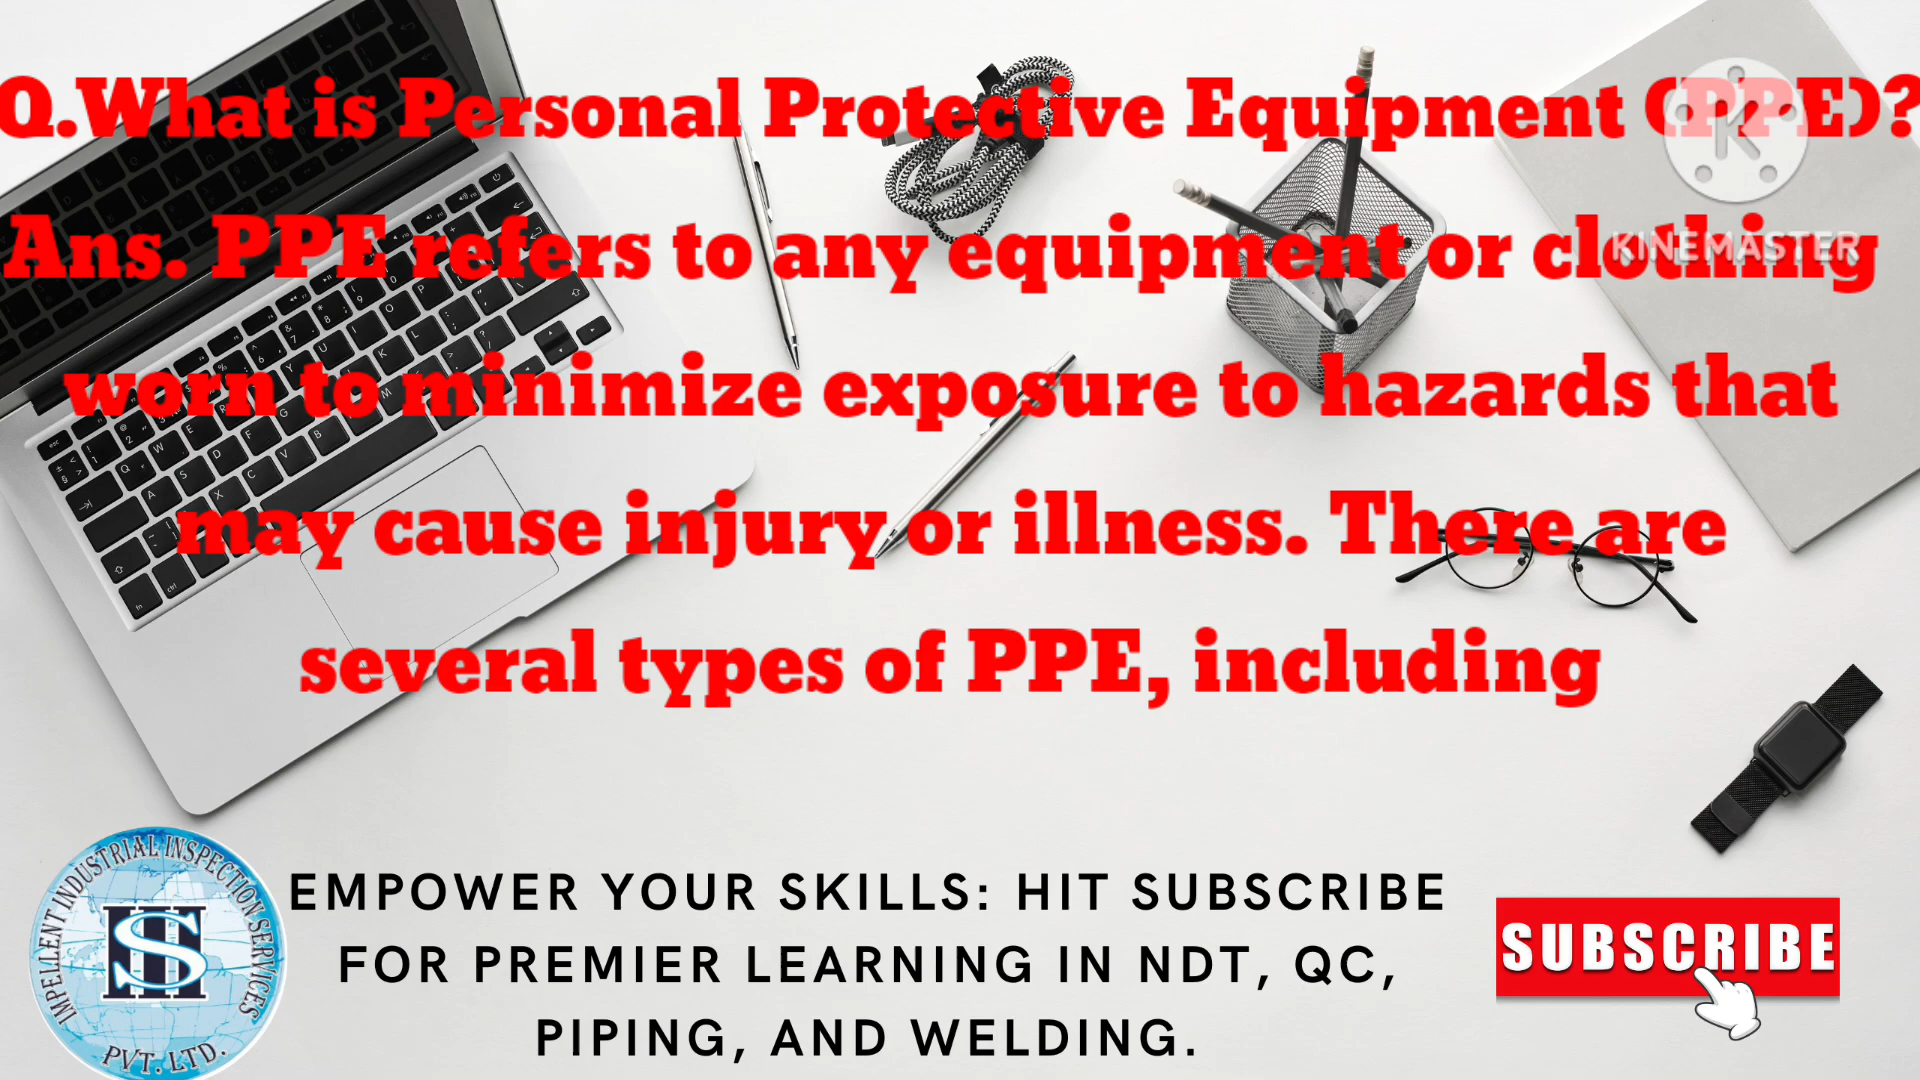 Q.What is Personal Protective Equipment (PPE)?
Ans. PPE refers to any equipment or clothing
worn to minimize exposure to hazards that
may cause injury or illness. There are
several types of PPE, including
KINEMASTER
IMPELLENT INDUSTRIAL INSPECTION SERVICES
PVT. LTD.
EMPOWER YOUR SKILLS: HIT SUBSCRIBE
FOR PREMIER LEARNING IN NDT, QC,
PIPING, AND WELDING.
SUBSCRIBE